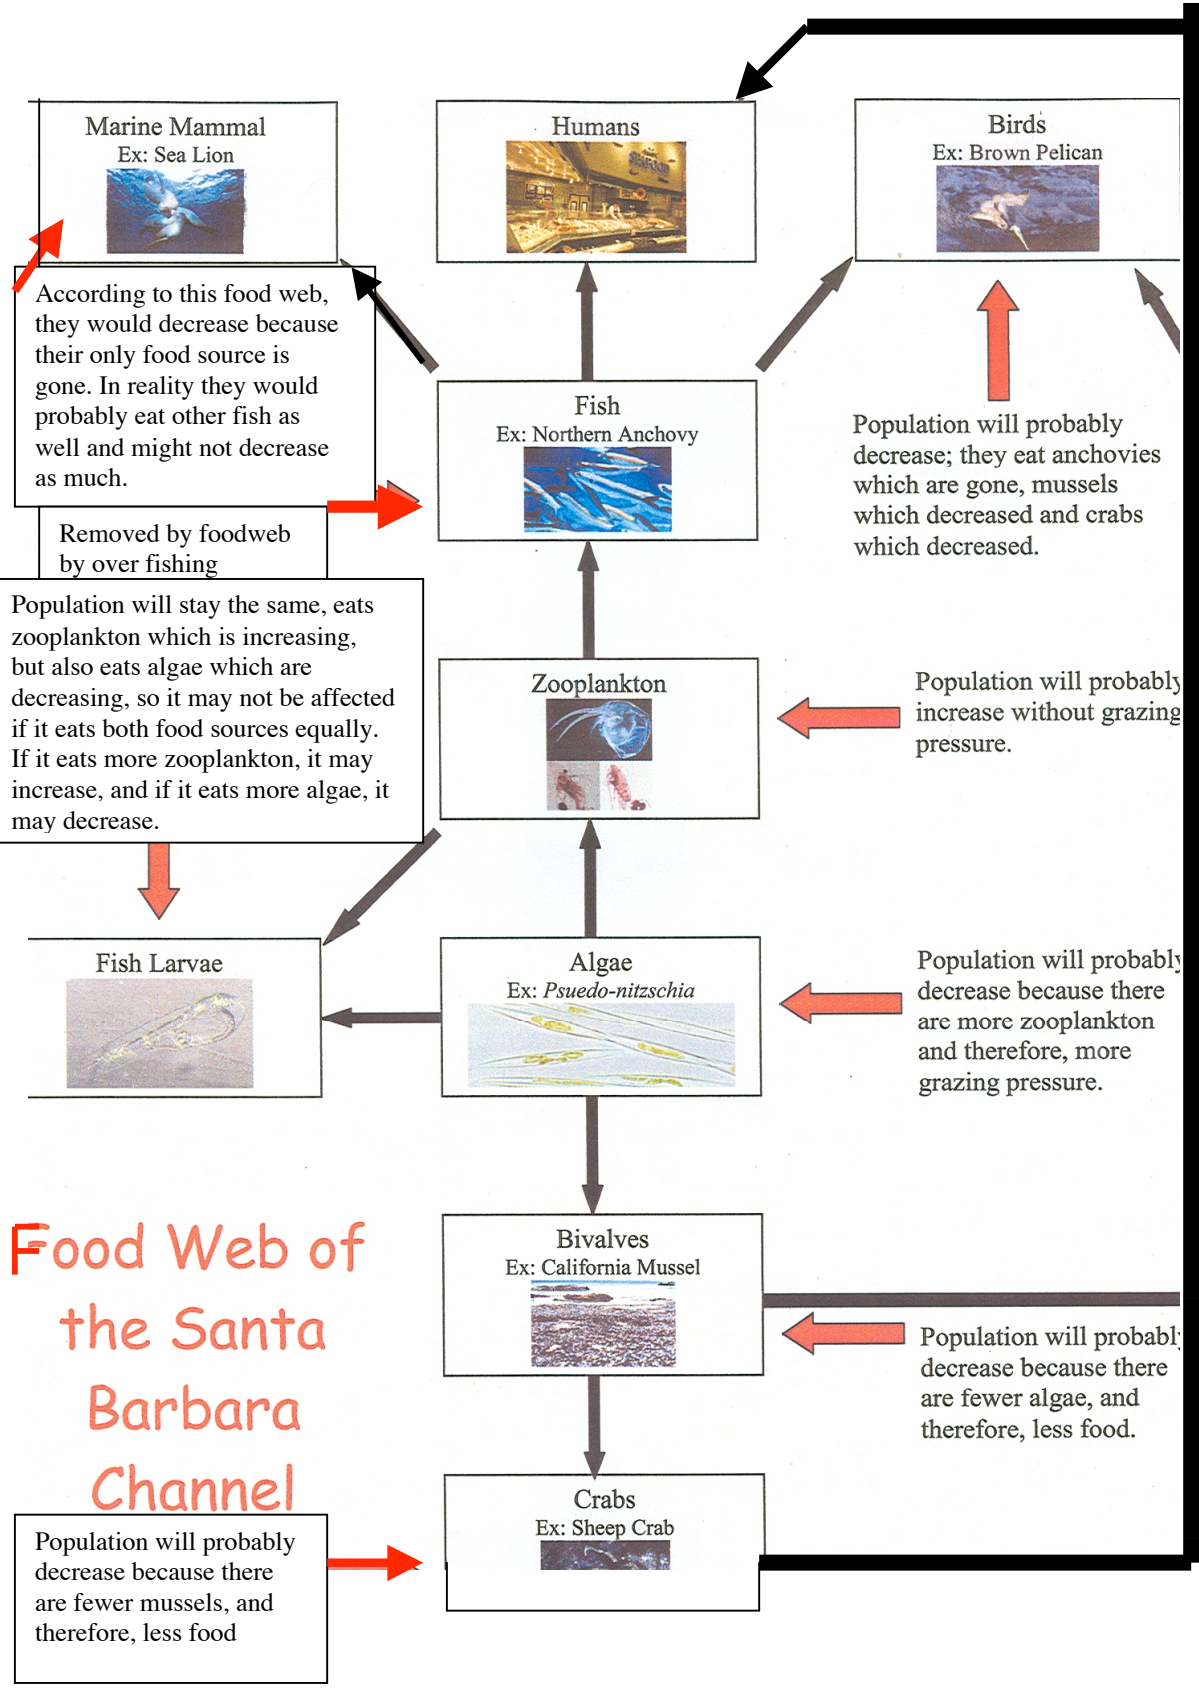 Marine Mammal
Ex: Sea Lion
Humans
Birds
Ex: Brown Pelican
According to this food web,
they would decrease because
their only food source is
gone. In reality they would
probably eat other fish as
well and might not decrease
as much.
Fish
Ex: Northern Anchovy
Population will probably
decrease; they eat anchovies
which are gone, mussels
which decreased and crabs
which decreased.
Removed by foodweb
by over fishing
Population will stay the same, eats
zooplankton which is increasing,
but also eats algae which are
decreasing, so it may not be affected
if it eats both food sources equally.
If it eats more zooplankton, it may
increase, and if it eats more algae, it
may decrease.
Zooplankton
Population will probably
increase without grazing
pressure.
Fish Larvae
Algae
Ex: Psuedo-nitzschia
Population will probably
decrease because there
are more zooplankton
and therefore, more
grazing pressure.
Food Web of
the Santa
Barbara
Channel
Bivalves
Ex: California Mussel
Population will probably
decrease because there
are fewer algae, and
therefore, less food.
Crabs
Ex: Sheep Crab
Population will probably
decrease because there
are fewer mussels, and
therefore, less food